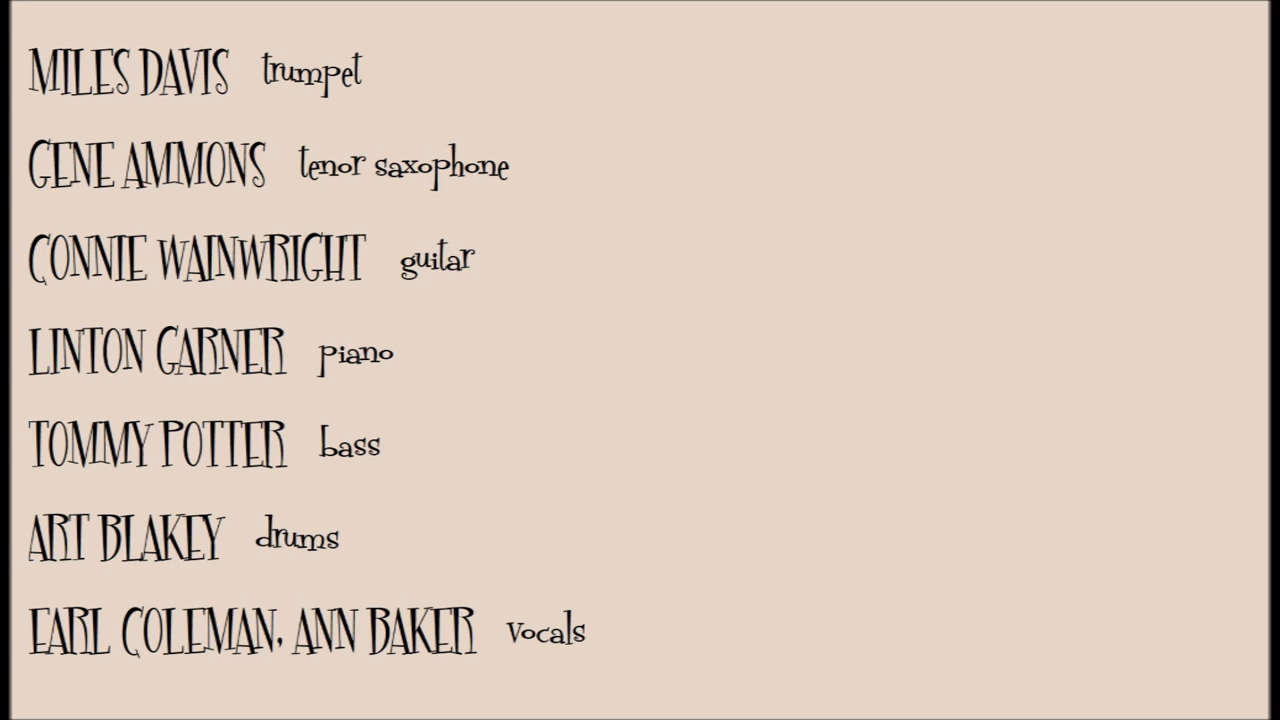 MILES DAVIS trumpet
GENE AMMONS tenor saxophone
CONNIE WAINWRIGHT guitar
LINTON GARNER piano
TOMMY POTTER bass
ART BLAKEY drums
EARL COLEMAN, ANN BAKER vocals